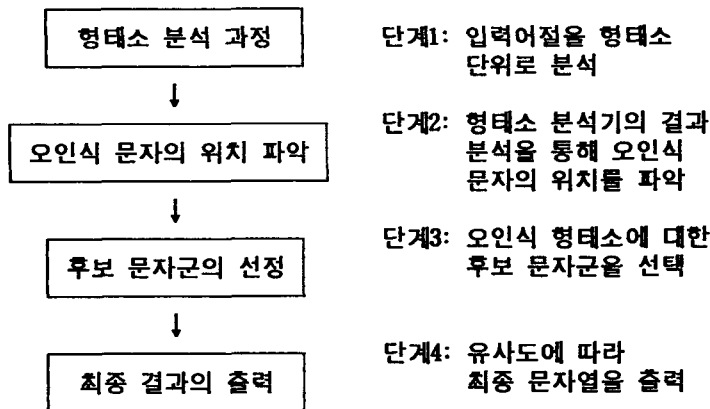 형태소 분석 과정
단계1: 입력어절을 형태소
단위로 분석
↓
오인식 문자의 위치 파악
단계2: 형태소 분석기의 결과
분석을 통해 오인식
문자의 위치를 파악
↓
후보 문자군의 선정
단계3: 오인식 형태소에 대한
후보 문자군을 선택
↓
최종 결과의 출력
단계4: 유사도에 따라
최종 문자열을 출력